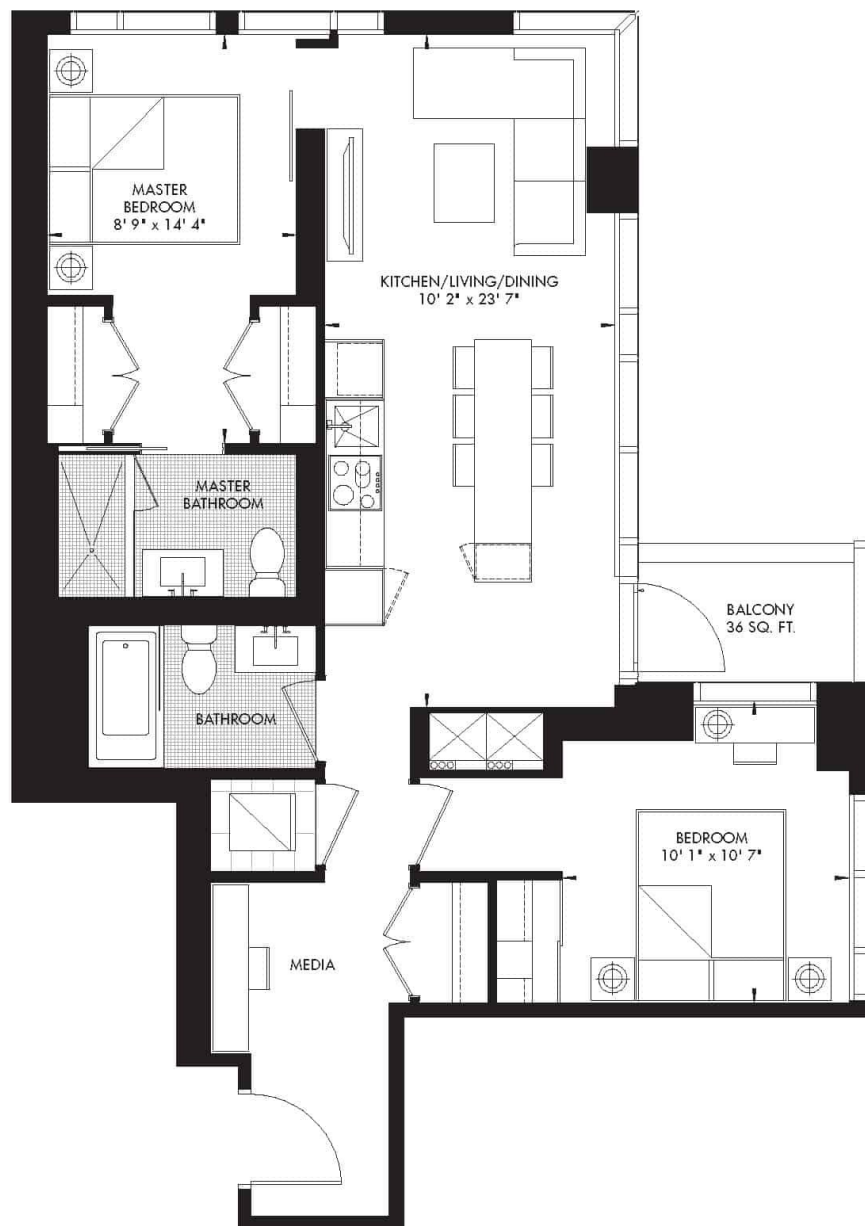 MASTER
BEDROOM
8' 9" x 14' 4"
KITCHEN/LIVING/DINING
10' 2" x 23' 7"
MASTER
BATHROOM
BALCONY
36 SQ. FT.
BATHROOM
BEDROOM
10' 1" x 10' 7"
MEDIA